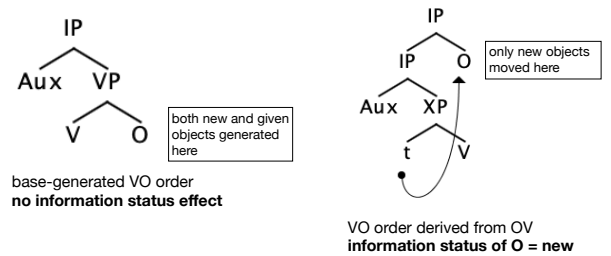 IP
Aux VP
V O
both new and given
objects generated
here
base-generated VO order
no information status effect
IP
IP O
only new objects
moved here
Aux XP
t V
VO order derived from OV
information status of O = new